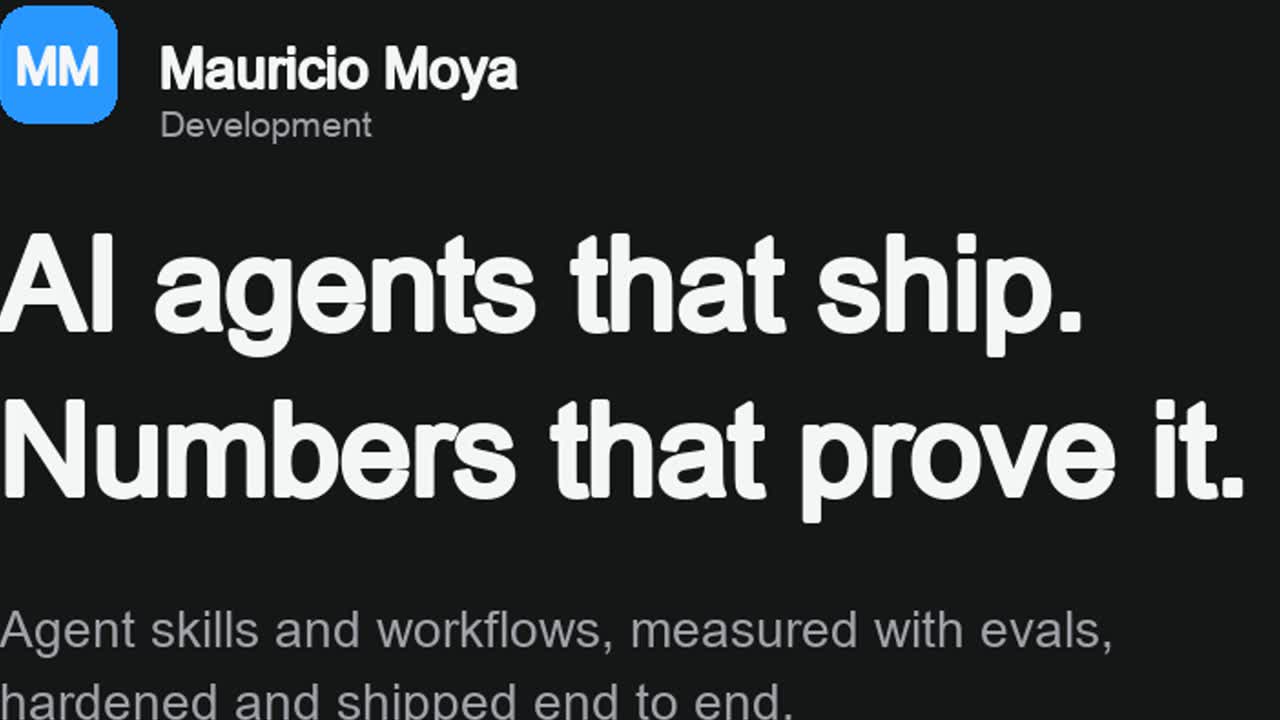 MM
Mauricio Moya
Development
AI agents that ship.
Numbers that prove it.
Agent skills and workflows, measured with evals,
hardened and shipped end to end.